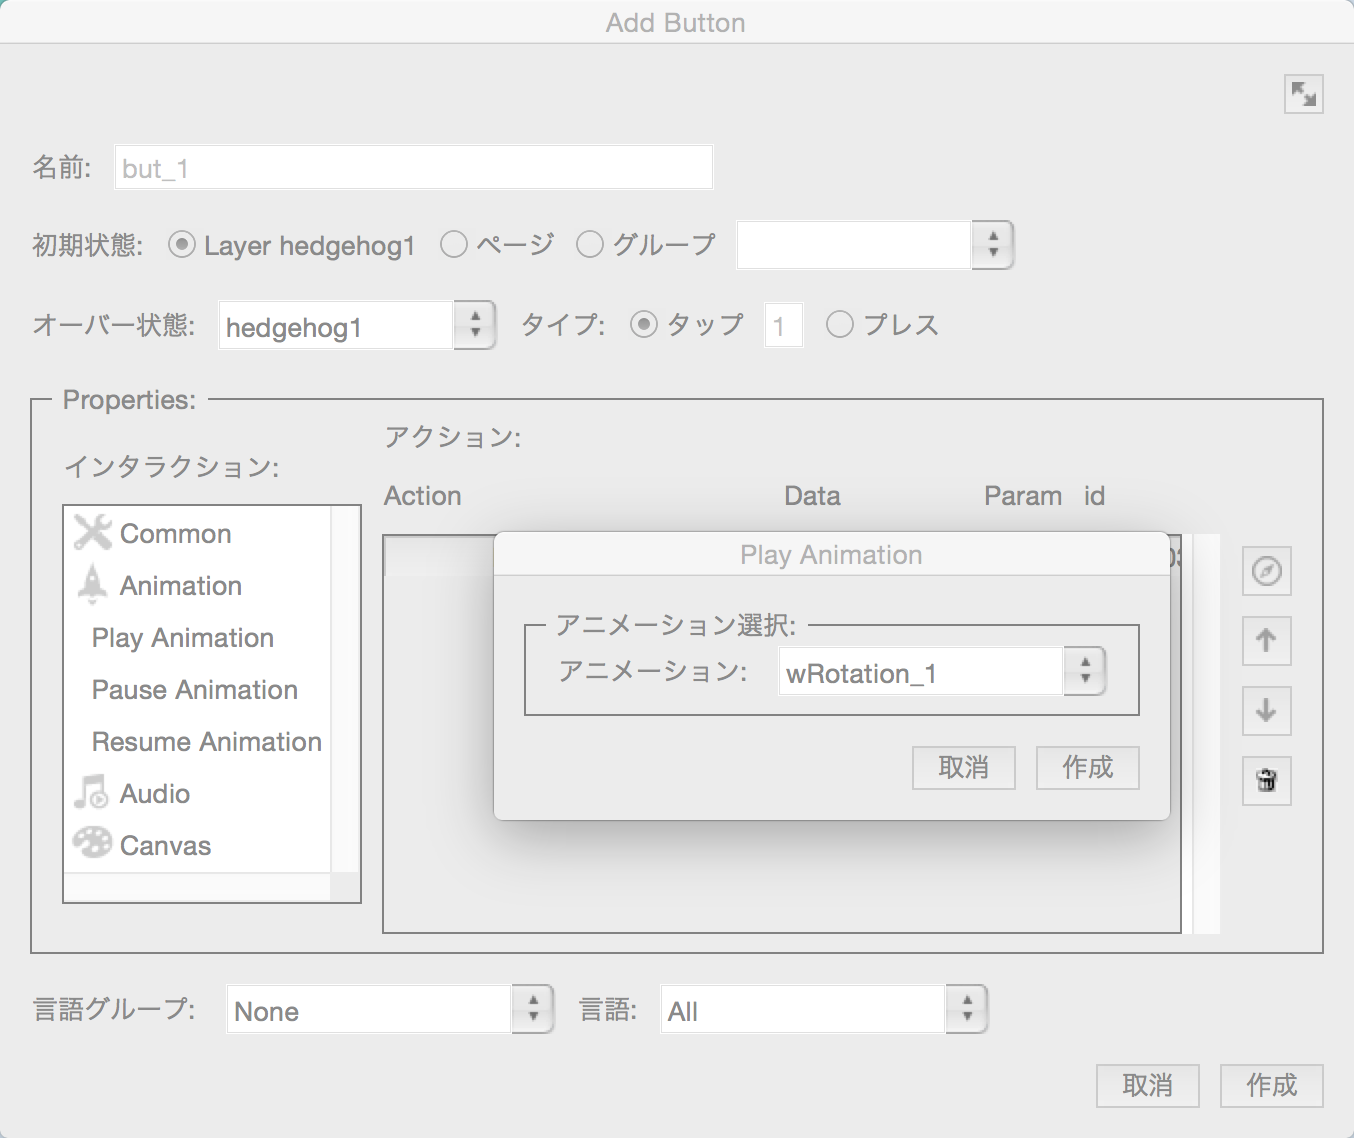 Add Button
名前: but_1
初期状態: Layer hedgehog1 ページ グループ
オーバー状態: hedgehog1 タイプ: タップ 1 プレス
Properties:
アクション:
インタラクション:
Action Data Param id
Common
Animation
Play Animation
Pause Animation
Resume Animation
Audio
Canvas
Play Animation
アニメーション選択:
アニメーション: wRotation_1
取消 作成
言語グループ: None 言語: All
取消 作成